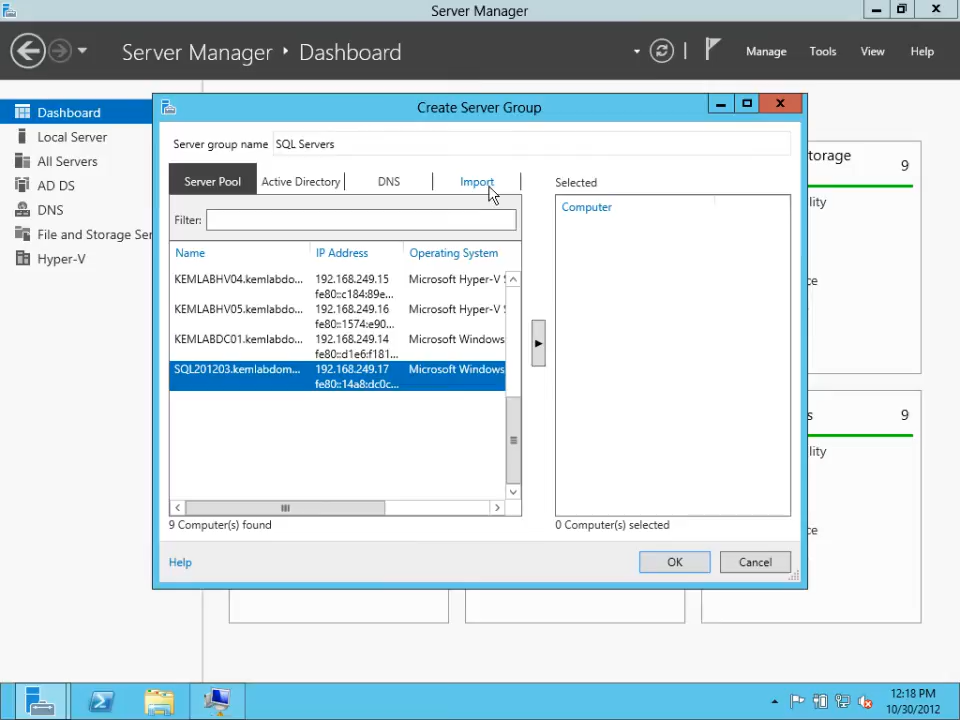 Server Manager
Server Manager ‣ Dashboard
Manage
Tools
View
Help
Dashboard
Local Server
All Servers
AD DS
DNS
File and Storage Ser
Hyper-V
Create Server Group
Server group name SQL Servers
Server Pool
Active Directory
DNS
Import
Filter:
Name
IP Address
Operating System
KEMLABHV04.kemlabdo... 192.168.249.15 Microsoft Hyper-V S
fe80::c184:89e...
KEMLABHV05.kemlabdo... 192.168.249.16 Microsoft Hyper-V S
fe80::1574:e90...
KEMLABDC01.kemlabdo... 192.168.249.14 Microsoft Windows
fe80::d1e6:f181...
SQL201203.kemlabdom... 192.168.249.17 Microsoft Windows
fe80::14a8:dc0c...
9 Computer(s) found
Selected
Computer
0 Computer(s) selected
Help
OK
Cancel
torage 9
ility
ce
s 9
ility
ce
12:18 PM
10/30/2012